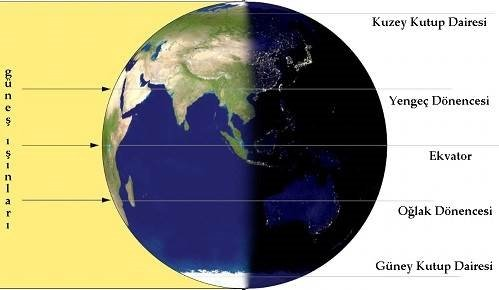 güneş ışınları
Kuzey Kutup Dairesi
Yengeç Dönencesi
Ekvator
Oğlak Dönencesi
Güney Kutup Dairesi